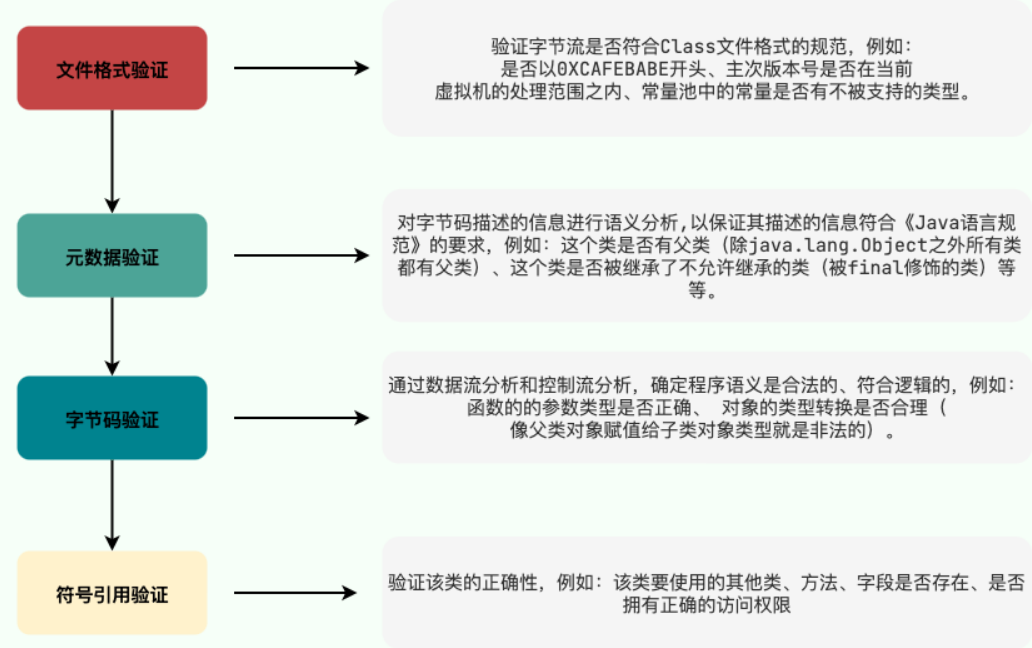 文件格式验证
验证字节流是否符合Class文件格式的规范，例如：
是否以0XCAFEBABE开头、主次版本号是否在当前
虚拟机的处理范围之内、常量池中的常量是否有不被支持的类型。
元数据验证
对字节码描述的信息进行语义分析,以保证其描述的信息符合《Java语言规
范》的要求，例如：这个类是否有父类（除java.lang.Object之外所有类
都有父类）、这个类是否被继承了不允许继承的类（被final修饰的类）等
等。
字节码验证
通过数据流分析和控制流分析，确定程序语义是合法的、符合逻辑的，例如：
函数的的参数类型是否正确、 对象的类型转换是否合理（
像父类对象赋值给子类对象类型就是非法的）。
符号引用验证
验证该类的正确性，例如：该类要使用的其他类、方法、字段是否存在、是否
拥有正确的访问权限